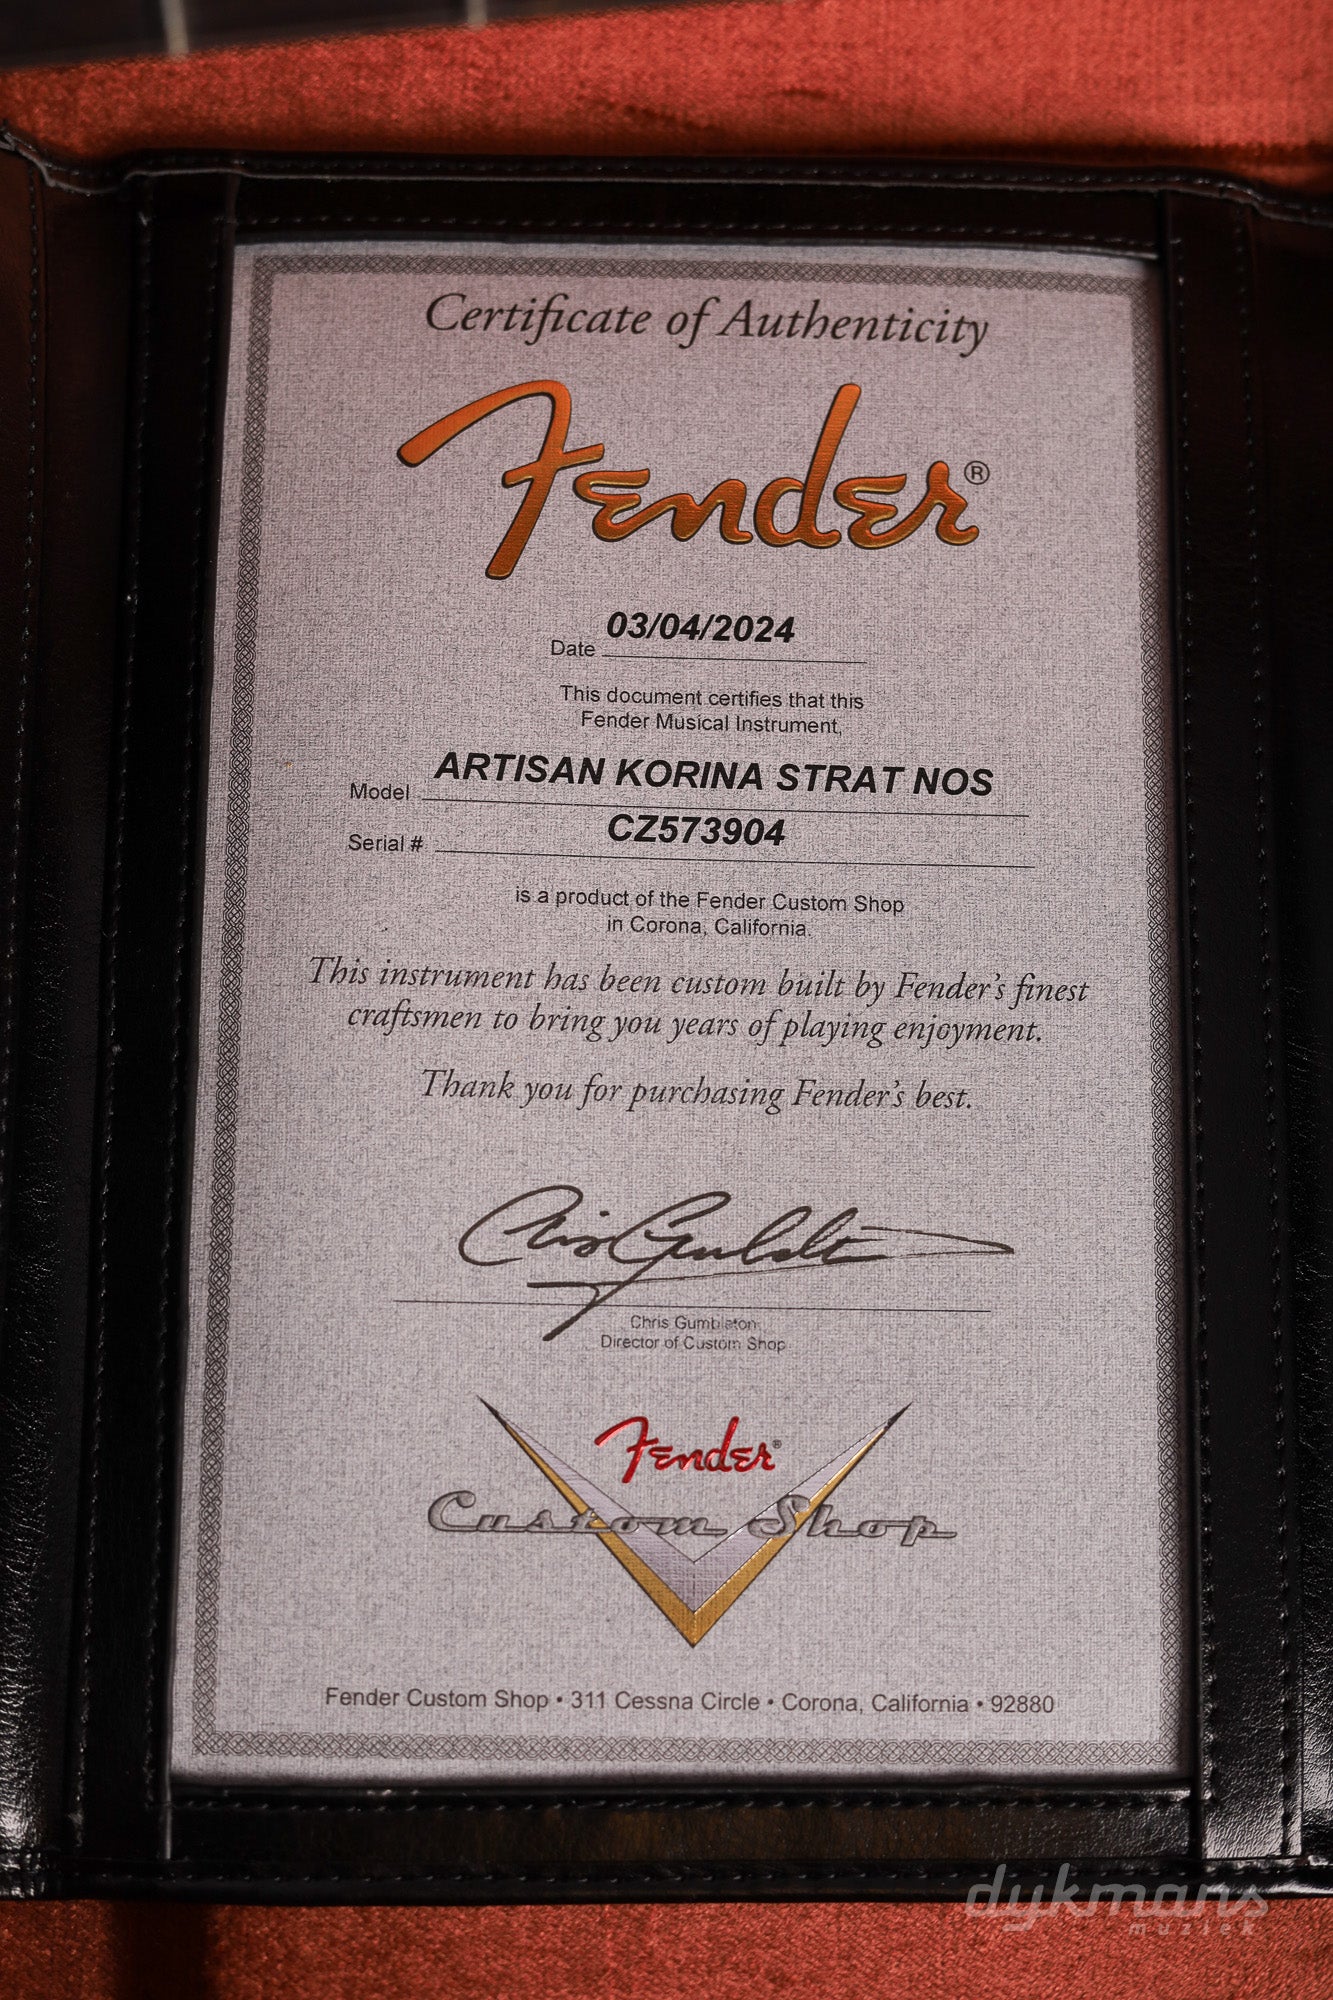 Certificate of Authenticity
Fender®
Date 03/04/2024
This document certifies that this
Fender Musical Instrument,
Model ARTISAN KORINA STRAT NOS
Serial # CZ573904
is a product of the Fender Custom Shop
in Corona, California.
This instrument has been custom built by Fender's finest
craftsmen to bring you years of playing enjoyment.
Thank you for purchasing Fender's best.
Chris Gumbleton
Chris Gumbleton
Director of Custom Shop
Fender®
Custom Shop
Fender Custom Shop • 311 Cessna Circle • Corona, California • 92880
dykmans
muziek